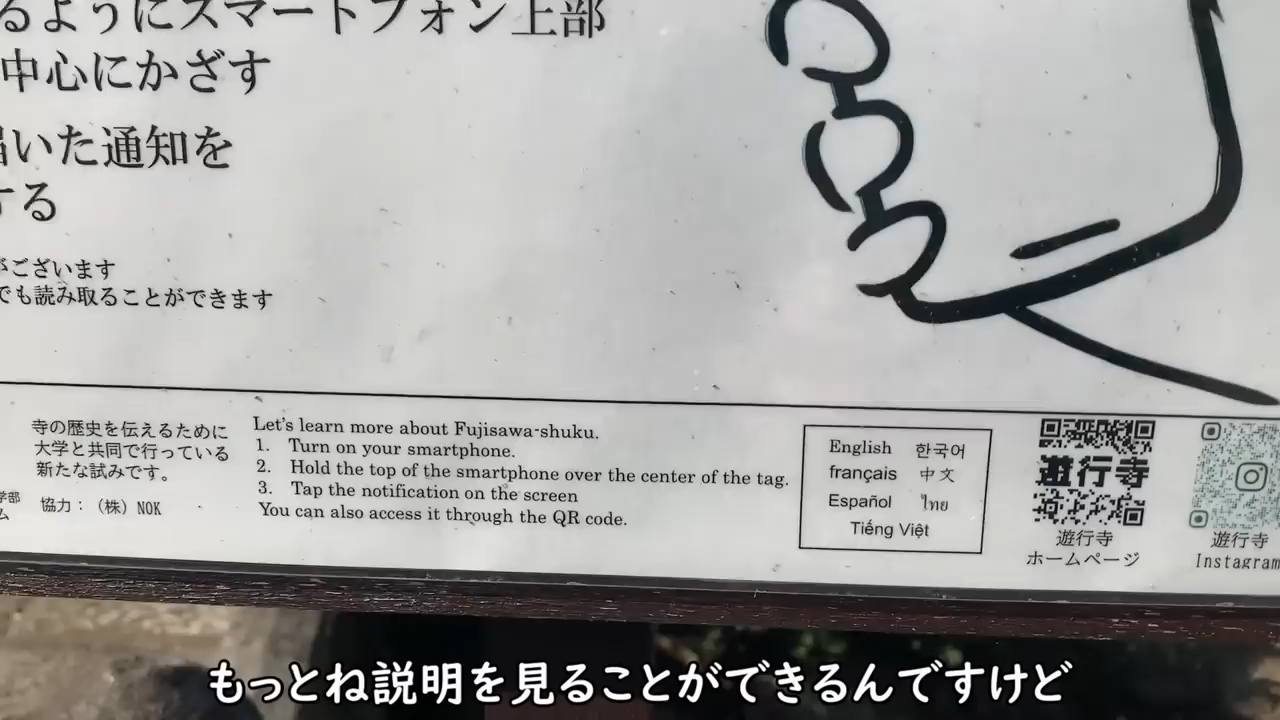 るようにスマートフォン上部
中心にかざす
いた通知を
する
がございます
でも読み取ることができます
寺の歴史を伝えるために
大学と共同で行っている
新たな試みです。
学部
ム
協力：（株）NOK
Let's learn more about Fujisawa-shuku.
1. Turn on your smartphone.
2. Hold the top of the smartphone over the center of the tag.
3. Tap the notification on the screen
You can also access it through the QR code.
English 한국어
français 中文
Español ไทย
Tiếng Việt
遊行寺
遊行寺
ホームページ
遊行寺
Instagram
もっとね説明を見ることができるんですけど